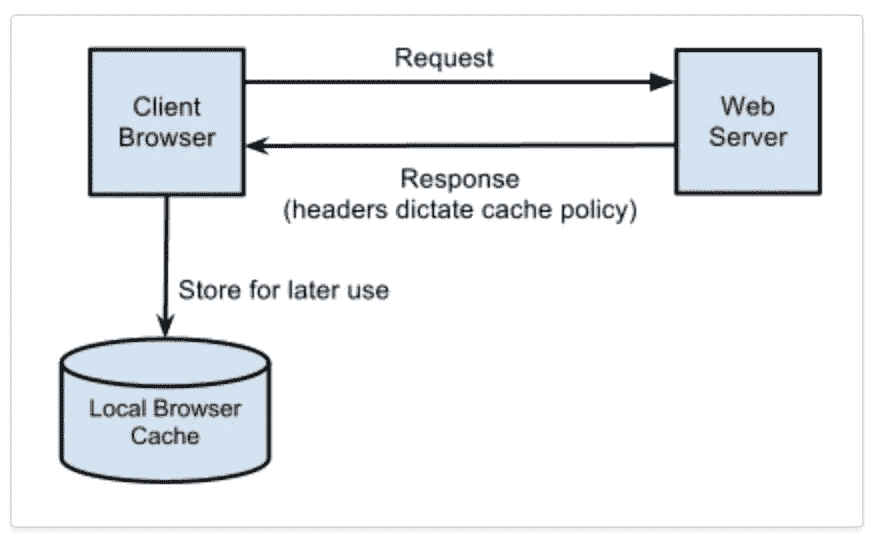 Request
Client
Browser
Web
Server
Response
(headers dictate cache policy)
Store for later use
Local Browser
Cache